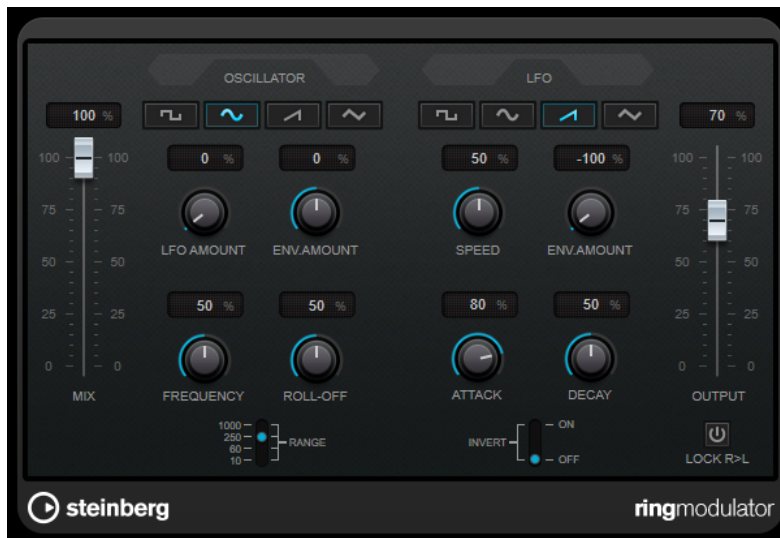 OSCILLATOR LFO
100 % 70 %
0 % 0 % 50 % -100 %
100 100 100 100
75 75 75 75
LFO AMOUNT ENV.AMOUNT SPEED ENV.AMOUNT
50 50 50 50
50 % 50 % 80 % 50 %
25 25 25 25
0 0 0 0
MIX FREQUENCY ROLL-OFF ATTACK DECAY OUTPUT
1000
250
60
10
RANGE
INVERT
ON
OFF
LOCK R>L
steinberg ringmodulator